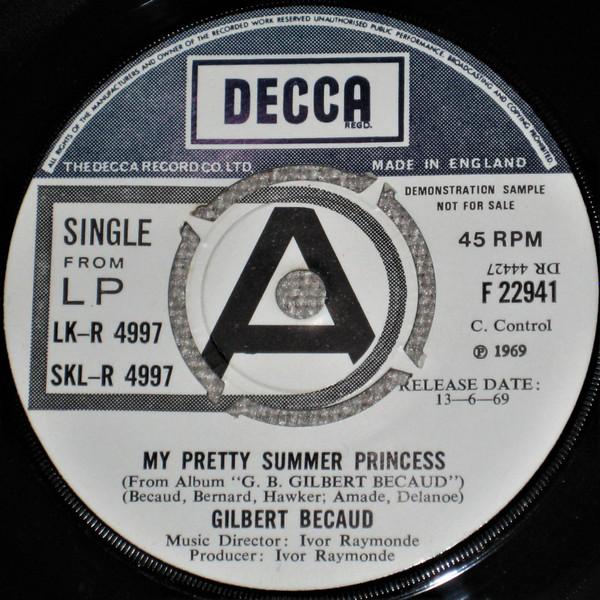 ALL RIGHTS OF THE MANUFACTURERS AND OWNER OF THE RECORDED WORK RESERVED UNAUTHORISED PUBLIC PERFORMANCE, BROADCASTING AND COPYING PROHIBITED
DECCA
REGD.
THE DECCA RECORD CO. LTD.
MADE IN ENGLAND
DEMONSTRATION SAMPLE
NOT FOR SALE
SINGLE
FROM
LP
LK-R 4997
SKL-R 4997
A
45 RPM
DR 44427
F 22941
C. Control
℗ 1969
RELEASE DATE:
13—6—69
MY PRETTY SUMMER PRINCESS
(From Album "G. B. GILBERT BECAUD")
(Becaud, Bernard, Hawker; Amade, Delanoe)
GILBERT BECAUD
Music Director: Ivor Raymonde
Producer: Ivor Raymonde